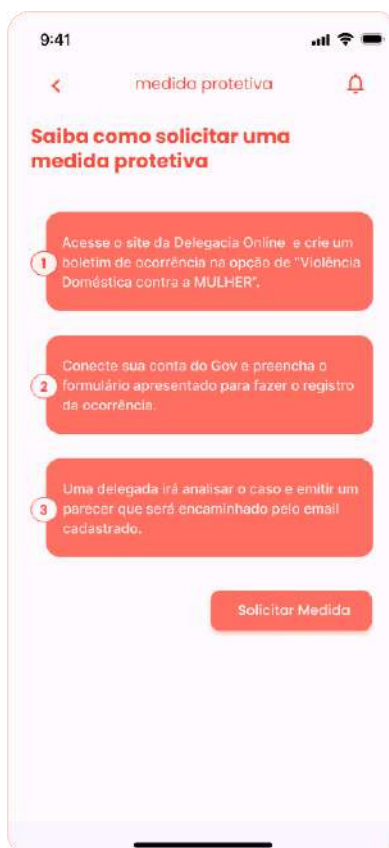 9:41
medida protetiva
Saiba como solicitar uma
medida protetiva
Acesse o site da Delegacia Online e crie um
1 boletim de ocorrência na opção de "Violência
Doméstica contra a MULHER".
Conecte sua conta do Gov e preencha o
2 formulário apresentado para fazer o registro
da ocorrência.
Uma delegada irá analisar o caso e emitir um
3 parecer que será encaminhado pelo email
cadastrado.
Solicitar Medida